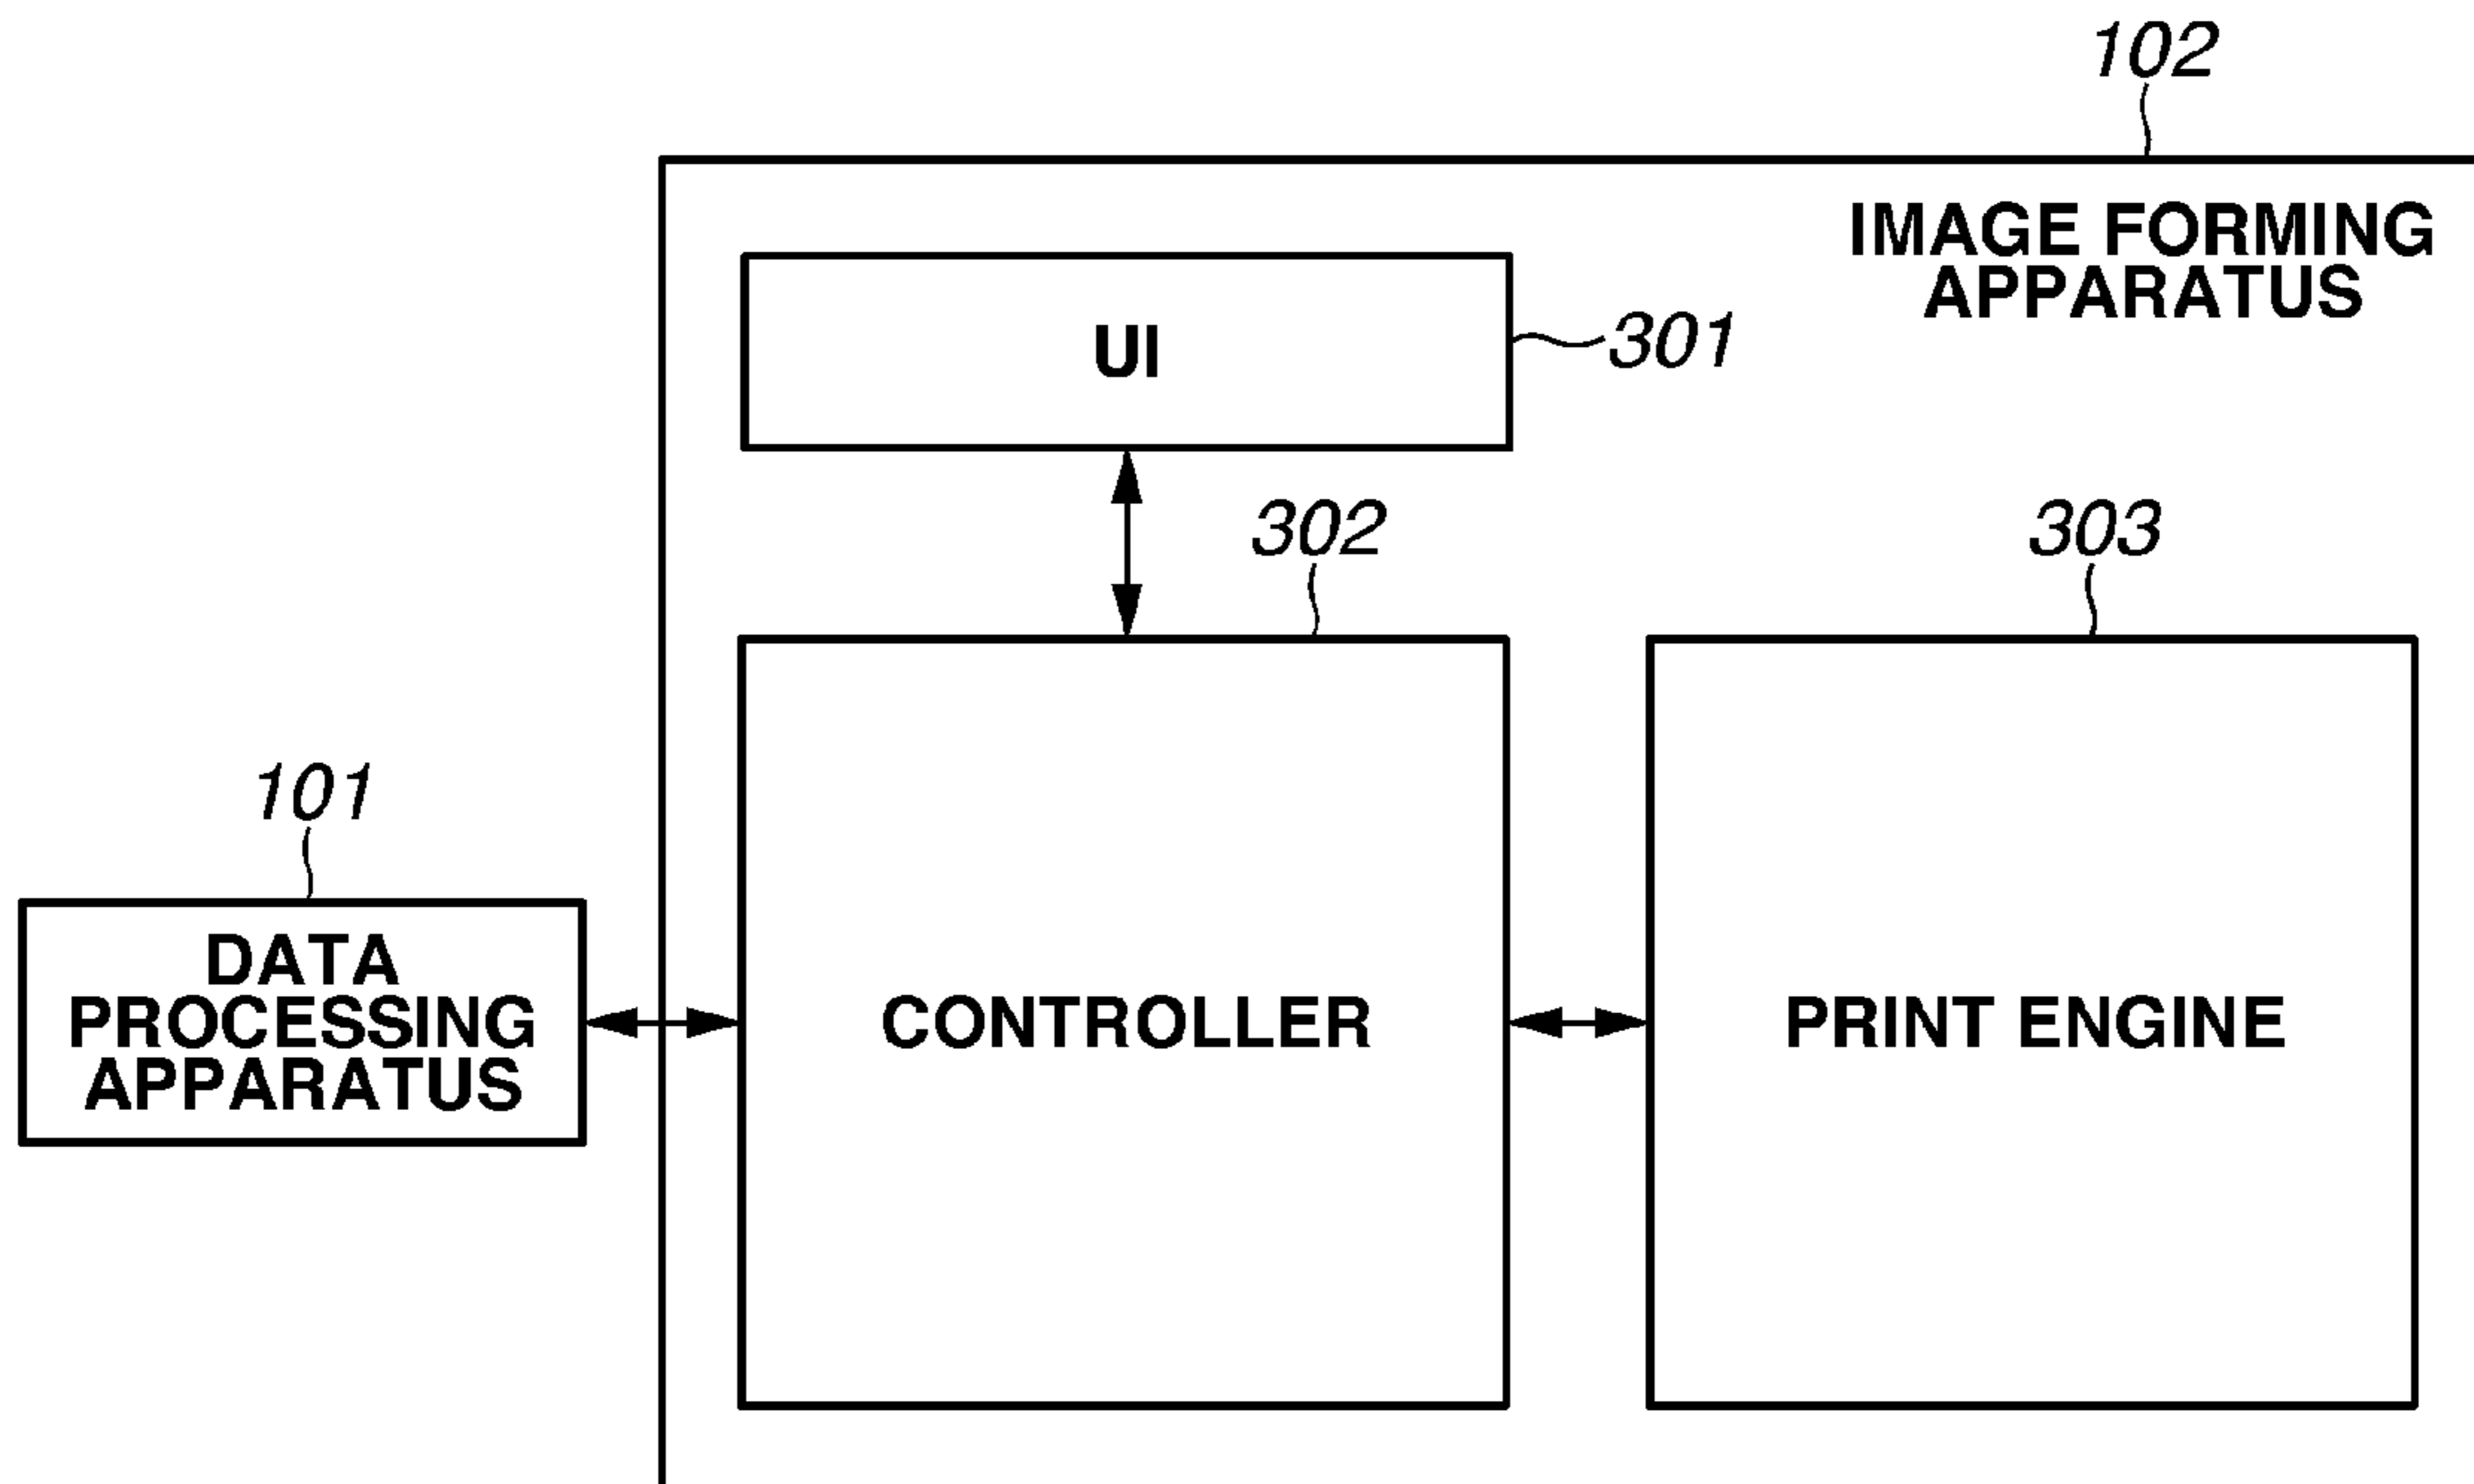 102
IMAGE FORMING
APPARATUS
UI
301
302
303
101
DATA
PROCESSING
APPARATUS
CONTROLLER
PRINT ENGINE